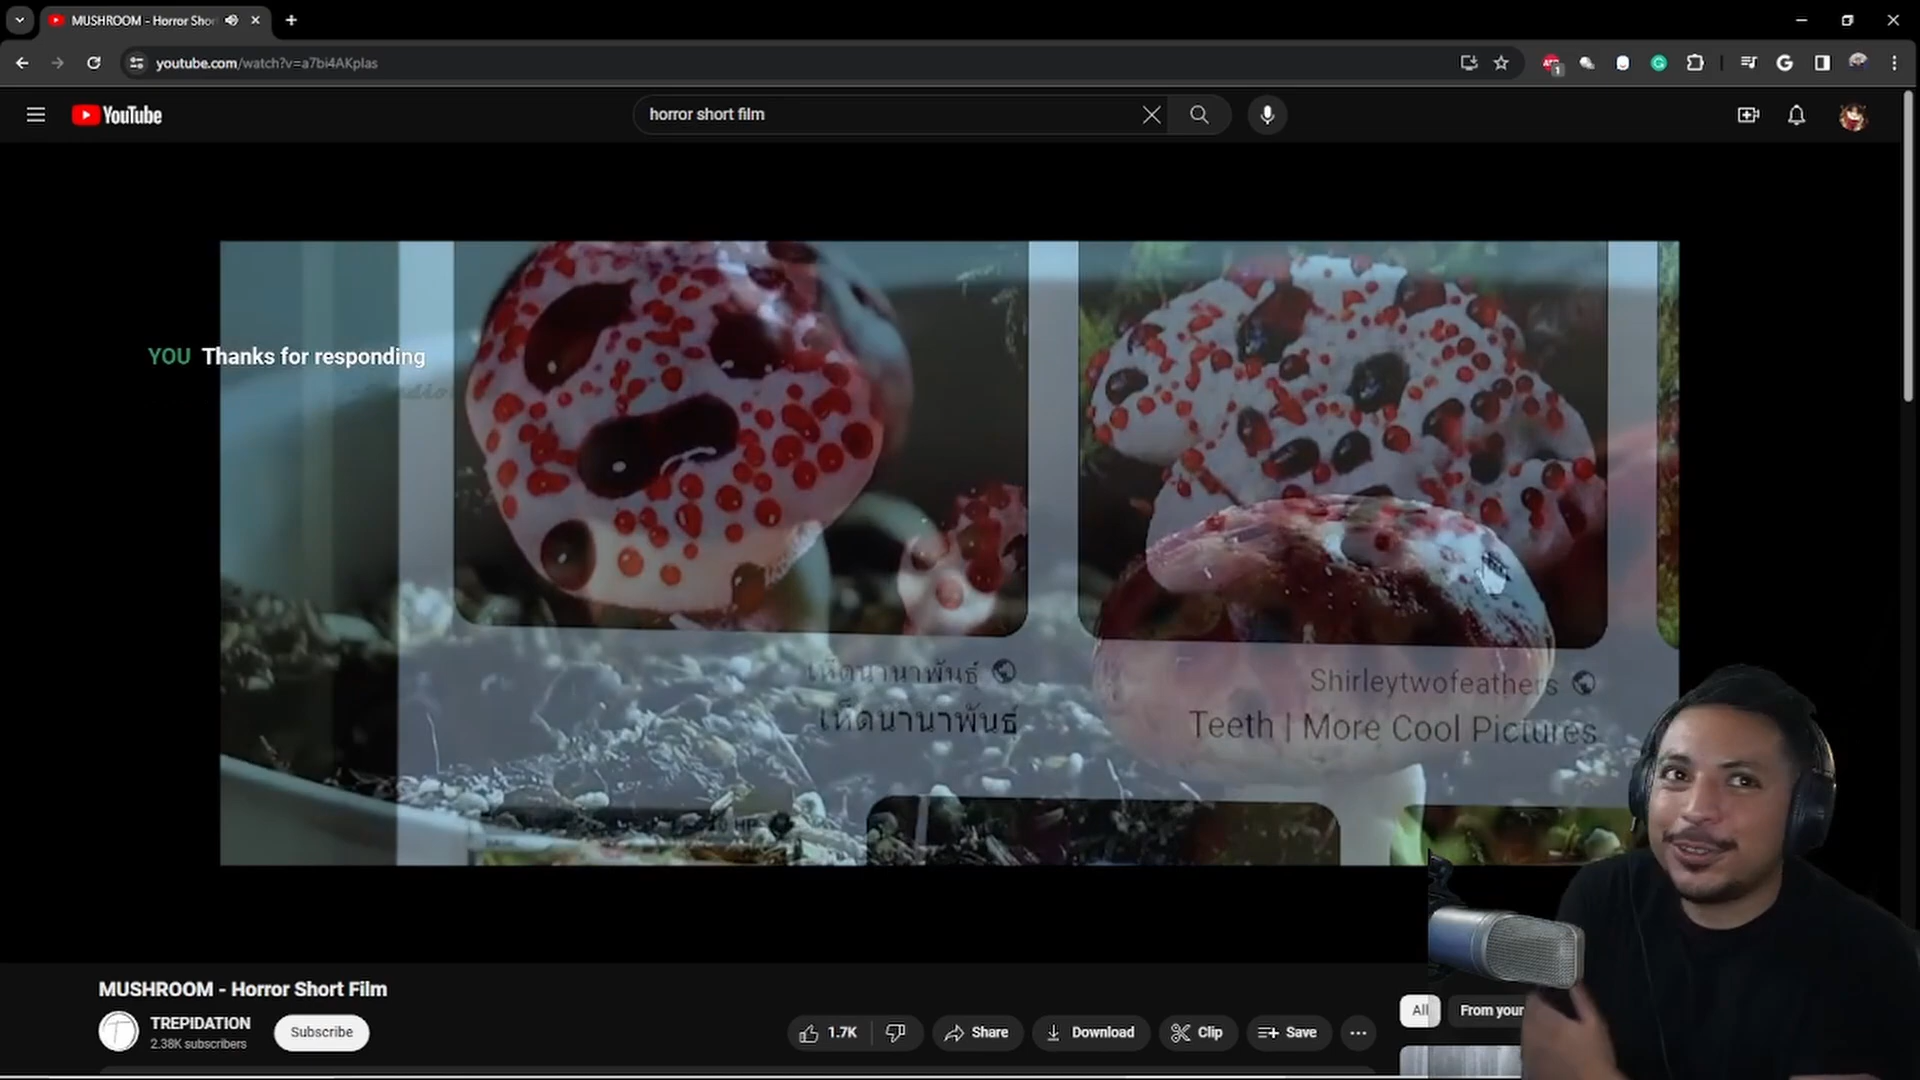 MUSHROOM - Horror Shor
youtube.com/watch?v=a7bi4AKplas
1
YouTube
horror short film
YOU Thanks for responding
เห็ดนานาพันธุ์
Shirleytwofeathers
เห็ดนานาพันธุ์
Teeth | More Cool Pictures
MUSHROOM - Horror Short Film
TREPIDATION
2.38K subscribers
Subscribe
1.7K
Share
Download
Clip
Save
All
From your